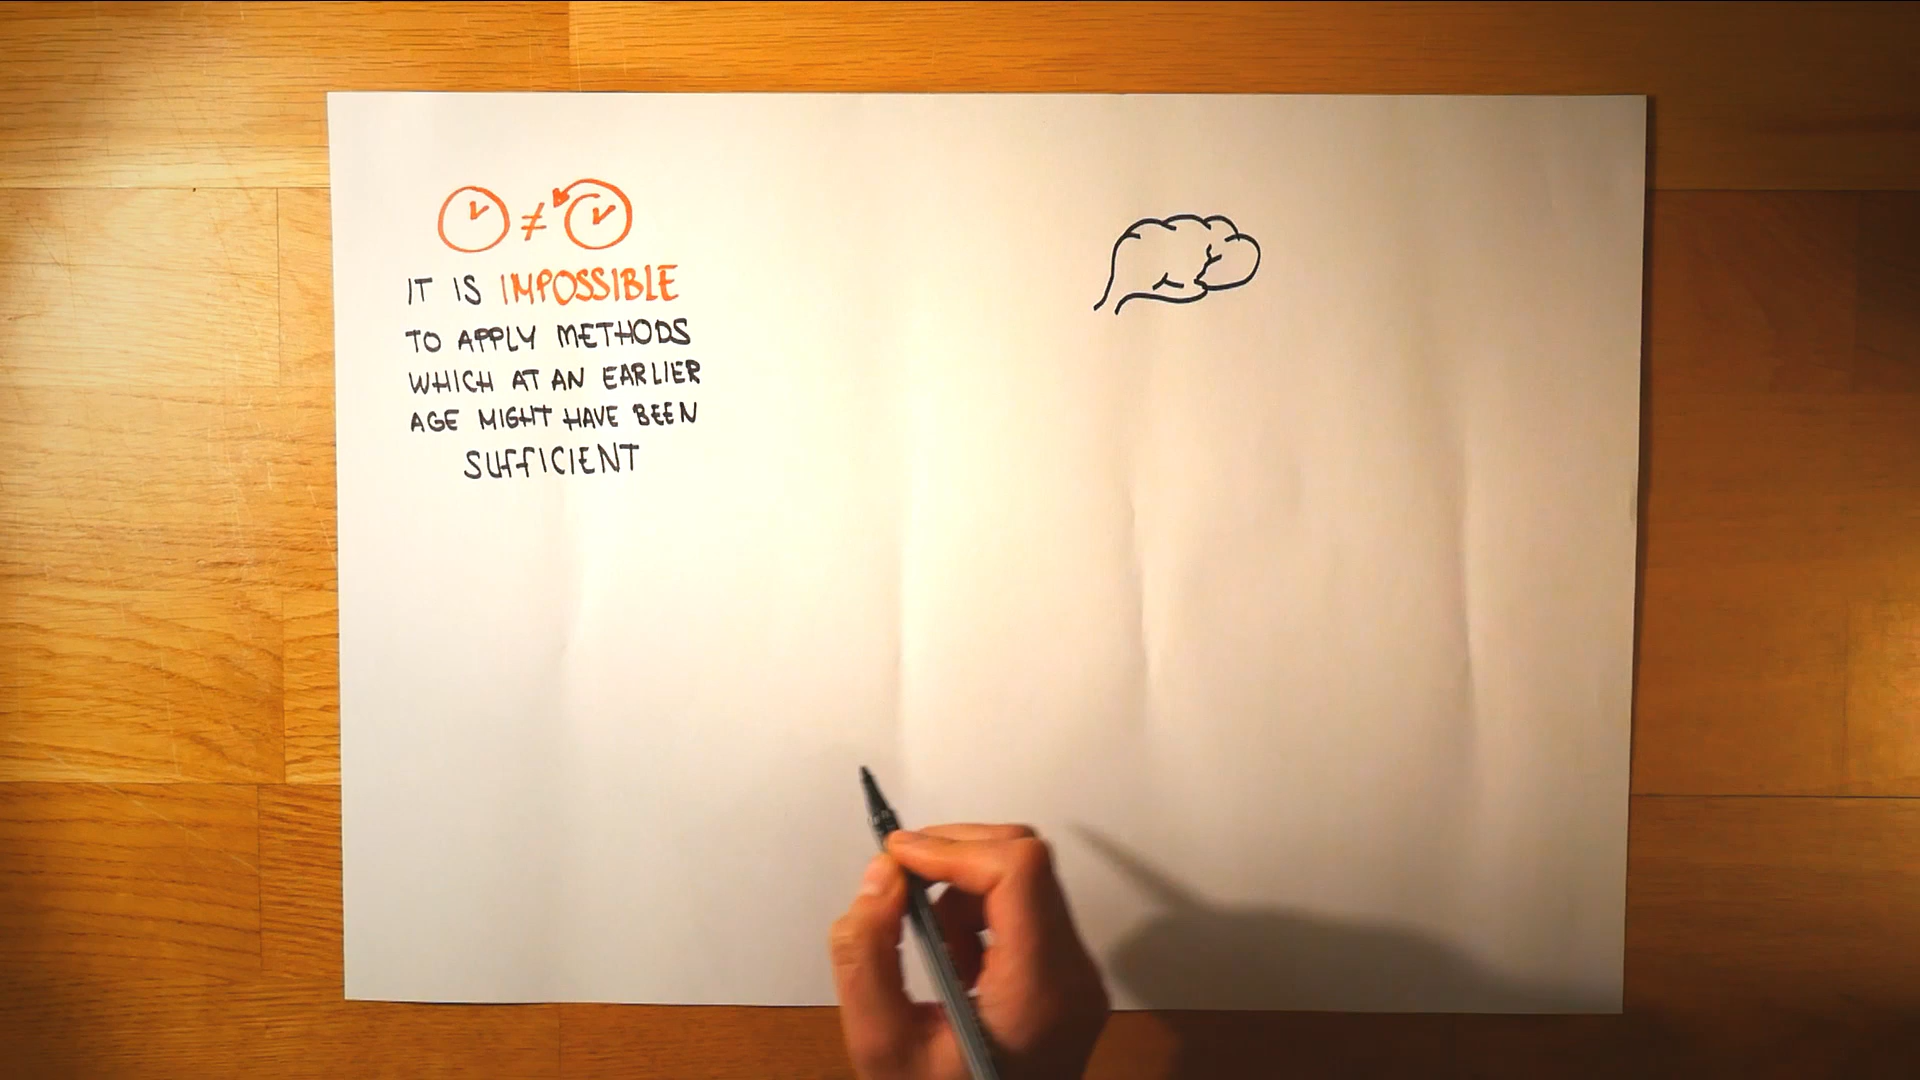 ≠
IT IS IMPOSSIBLE
TO APPLY METHODS
WHICH AT AN EARLIER
AGE MIGHT HAVE BEEN
SUFFICIENT